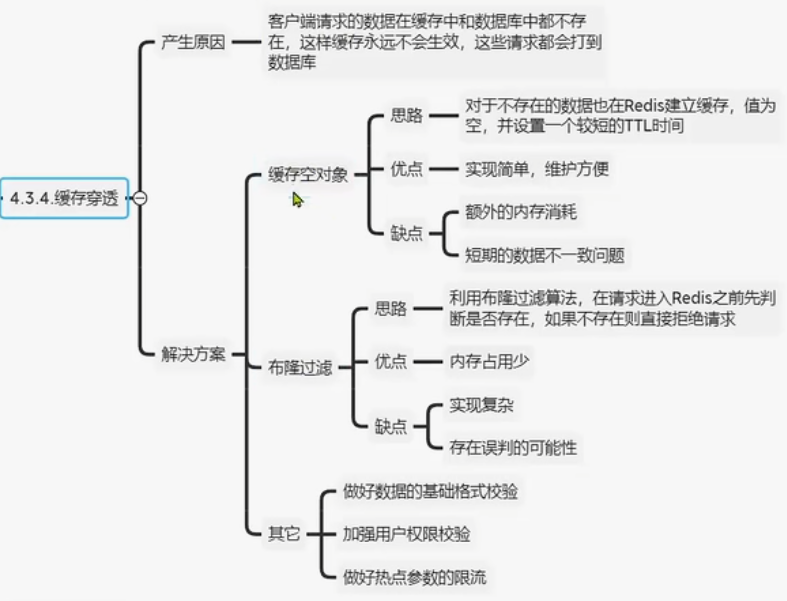 4.3.4.缓存穿透
产生原因
客户端请求的数据在缓存中和数据库中都不存
在，这样缓存永远不会生效，这些请求都会打到
数据库
解决方案
缓存空对象
思路
对于不存在的数据也在Redis建立缓存，值为
空，并设置一个较短的TTL时间
优点
实现简单，维护方便
缺点
额外的内存消耗
短期的数据不一致问题
布隆过滤
思路
利用布隆过滤算法，在请求进入Redis之前先判
断是否存在，如果不存在则直接拒绝请求
优点
内存占用少
缺点
实现复杂
存在误判的可能性
其它
做好数据的基础格式校验
加强用户权限校验
做好热点参数的限流